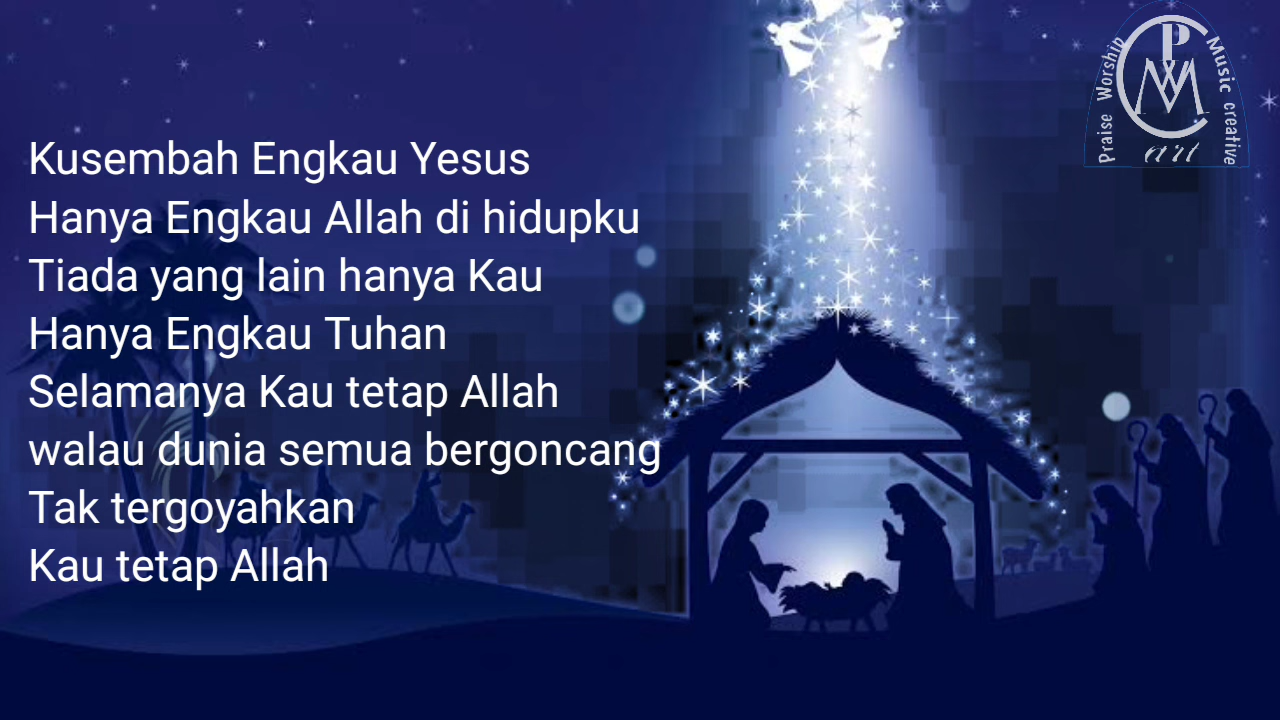 Kusembah Engkau Yesus
Hanya Engkau Allah di hidupku
Tiada yang lain hanya Kau
Hanya Engkau Tuhan
Selamanya Kau tetap Allah
walau dunia semua bergoncang
Tak tergoyahkan
Kau tetap Allah
Praise Worship
PMC
Music creative
art